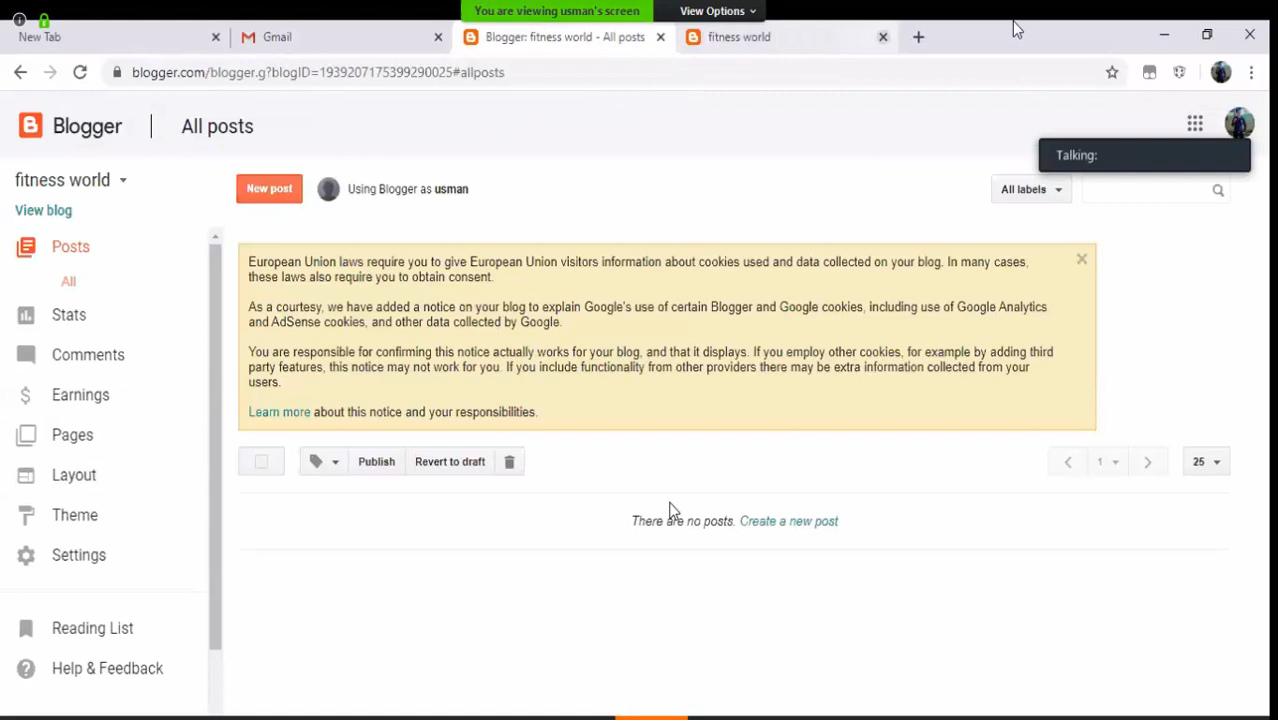 You are viewing usman's screen
View Options
New Tab
Gmail
Blogger: fitness world - All posts
fitness world
blogger.com/blogger.g?blogID=1939207175399290025#allposts
Blogger
All posts
Talking:
fitness world
New post
Using Blogger as usman
All labels
View blog
Posts
All
Stats
Comments
Earnings
Pages
Layout
Theme
Settings
Reading List
Help & Feedback
European Union laws require you to give European Union visitors information about cookies used and data collected on your blog. In many cases,
these laws also require you to obtain consent.
As a courtesy, we have added a notice on your blog to explain Google's use of certain Blogger and Google cookies, including use of Google Analytics
and AdSense cookies, and other data collected by Google.
You are responsible for confirming this notice actually works for your blog, and that it displays. If you employ other cookies, for example by adding third
party features, this notice may not work for you. If you include functionality from other providers there may be extra information collected from your
users.
Learn more about this notice and your responsibilities.
Publish
Revert to draft
1
25
There are no posts. Create a new post